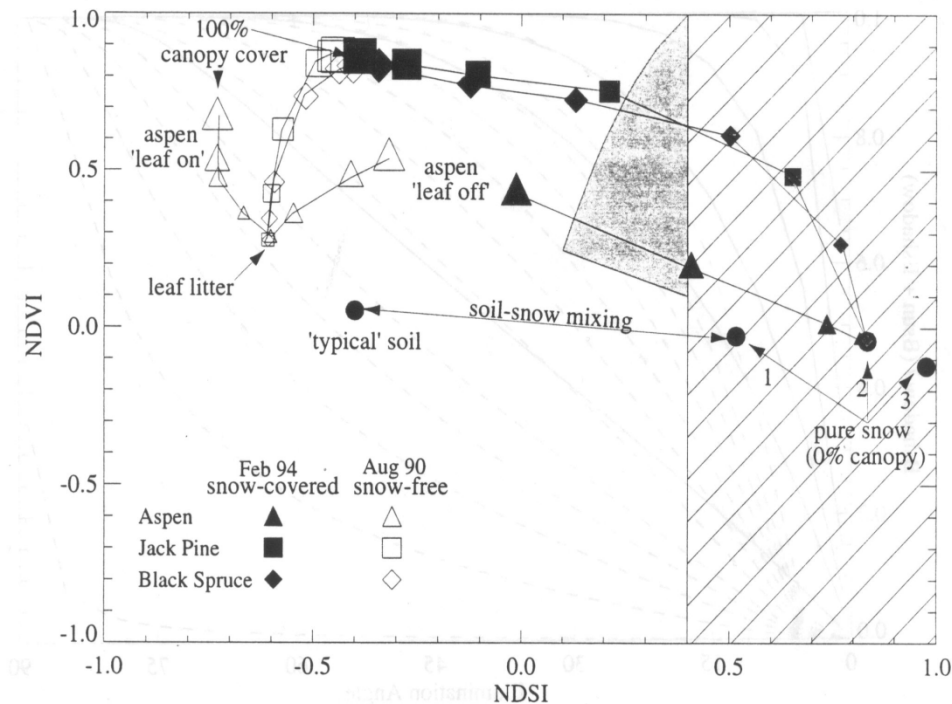 1.0
100%
canopy cover
aspen
'leaf on'
0.5
aspen
'leaf off'
leaf litter
NDVI
0.0
'typical' soil
soil-snow mixing
1
2
3
pure snow
(0% canopy)
-0.5
Feb 94
snow-covered
Aug 90
snow-free
Aspen
Jack Pine
Black Spruce
-1.0
-1.0
-0.5
0.0
0.5
1.0
NDSI